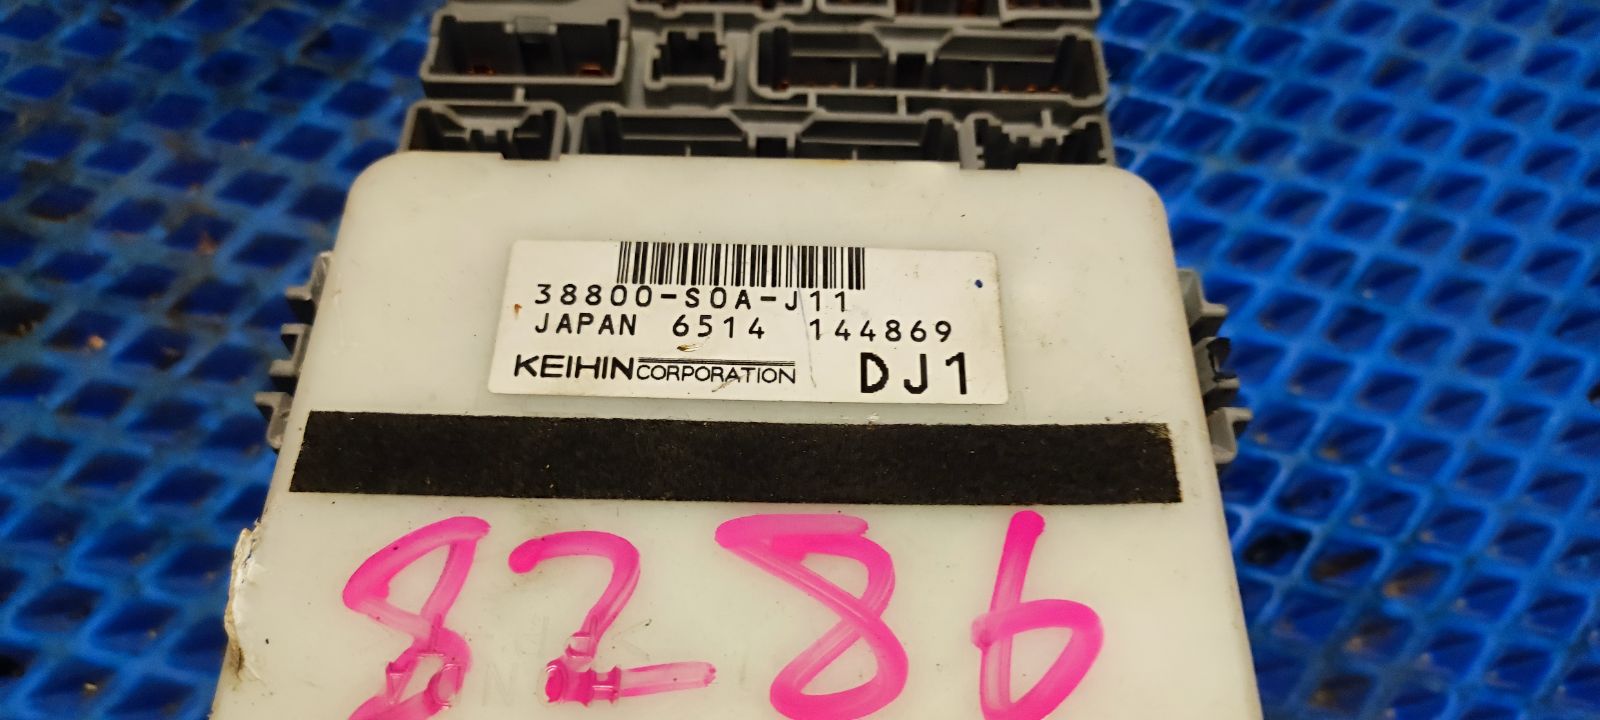 38800-S0A-J11
JAPAN 6514 144869
KEIHIN CORPORATION DJ1
8286